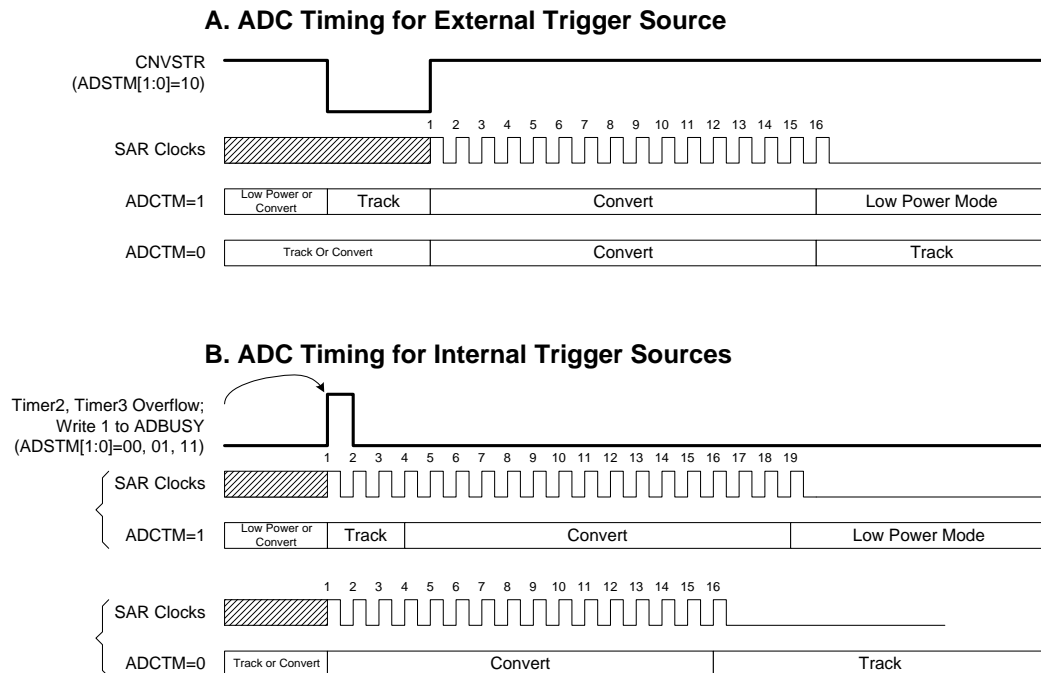 A. ADC Timing for External Trigger Source
CNVSTR
(ADSTM[1:0]=10)
1 2 3 4 5 6 7 8 9 10 11 12 13 14 15 16
SAR Clocks
ADCTM=1
Low Power or
Convert
Track
Convert
Low Power Mode
ADCTM=0
Track Or Convert
Convert
Track
B. ADC Timing for Internal Trigger Sources
Timer2, Timer3 Overflow;
Write 1 to ADBUSY
(ADSTM[1:0]=00, 01, 11)
1 2 3 4 5 6 7 8 9 10 11 12 13 14 15 16 17 18 19
SAR Clocks
ADCTM=1
Low Power or
Convert
Track
Convert
Low Power Mode
1 2 3 4 5 6 7 8 9 10 11 12 13 14 15 16
SAR Clocks
ADCTM=0
Track or Convert
Convert
Track